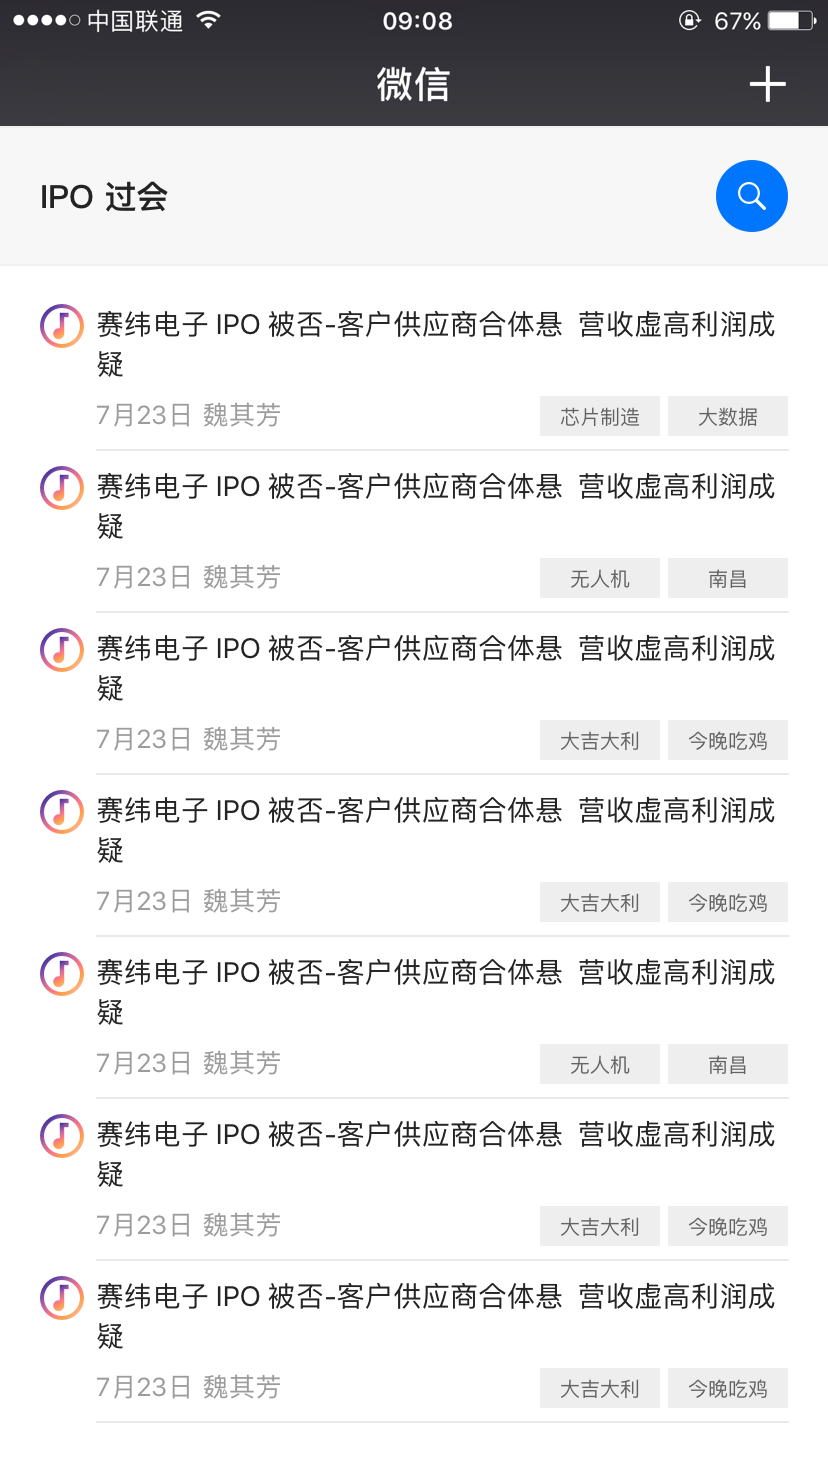 中国联通 09:08 67%
微信
IPO 过会
赛纬电子 IPO 被否-客户供应商合体悬 营收虚高利润成
疑
7月23日 魏其芳 芯片制造 大数据
赛纬电子 IPO 被否-客户供应商合体悬 营收虚高利润成
疑
7月23日 魏其芳 无人机 南昌
赛纬电子 IPO 被否-客户供应商合体悬 营收虚高利润成
疑
7月23日 魏其芳 大吉大利 今晚吃鸡
赛纬电子 IPO 被否-客户供应商合体悬 营收虚高利润成
疑
7月23日 魏其芳 大吉大利 今晚吃鸡
赛纬电子 IPO 被否-客户供应商合体悬 营收虚高利润成
疑
7月23日 魏其芳 无人机 南昌
赛纬电子 IPO 被否-客户供应商合体悬 营收虚高利润成
疑
7月23日 魏其芳 大吉大利 今晚吃鸡
赛纬电子 IPO 被否-客户供应商合体悬 营收虚高利润成
疑
7月23日 魏其芳 大吉大利 今晚吃鸡